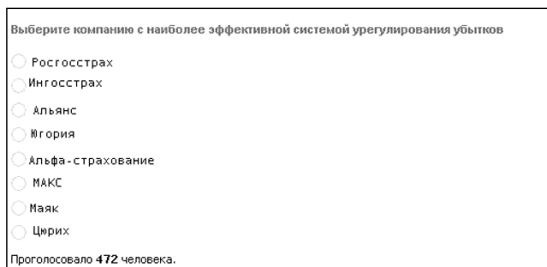 Выберите компанию с наиболее эффективной системой урегулирования убытков
Росгосстрах
Ингосстрах
Альянс
Югория
Альфа-страхование
МАКС
Маяк
Цюрих
Проголосовало 472 человека.